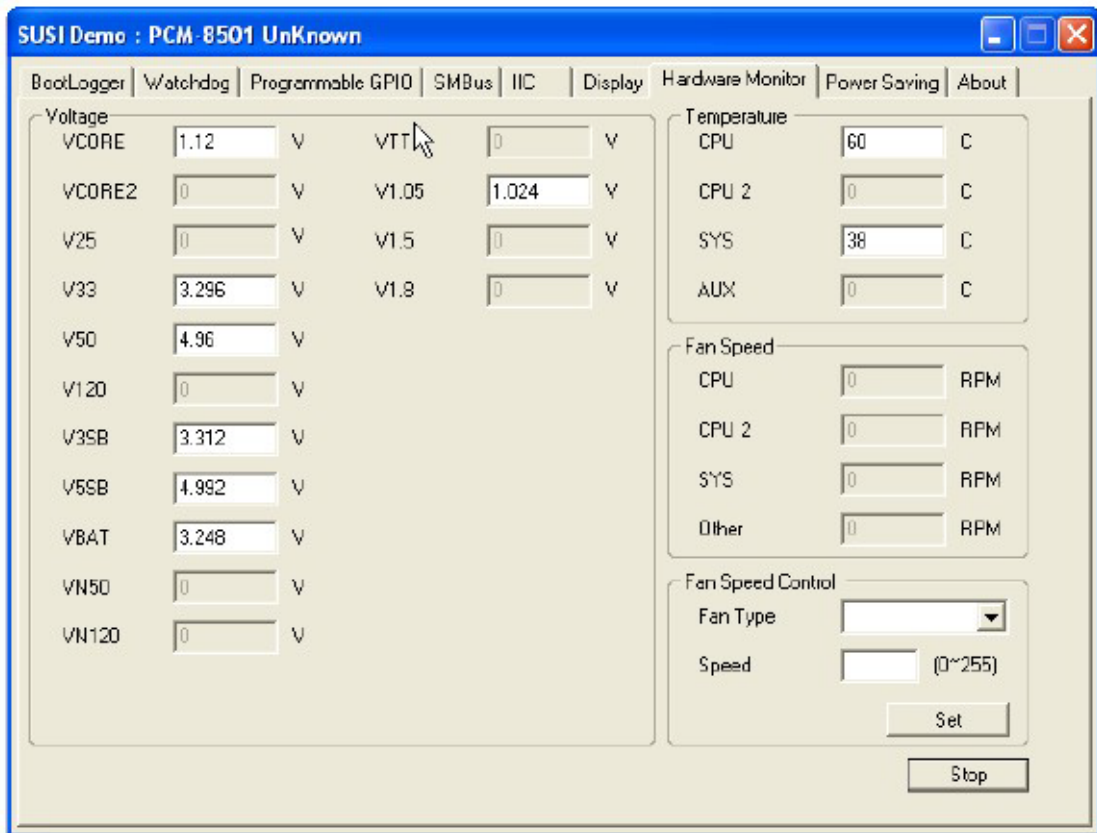 SUSI Demo : PCM-8501 UnKnown
BootLogger Watchdog Programmable GPIO SMBus IIC Display Hardware Monitor Power Saving About
Voltage
VCORE 1.12 V VTT 0 V
VCORE2 0 V V1.05 1.024 V
V25 0 V V1.5 0 V
V33 3.296 V V1.8 0 V
V50 4.96 V
V120 0 V
V3SB 3.312 V
V5SB 4.992 V
VBAT 3.248 V
VN50 0 V
VN120 0 V
Temperature
CPU 60 C
CPU 2 0 C
SYS 38 C
AUX 0 C
Fan Speed
CPU 0 RPM
CPU 2 0 RPM
SYS 0 RPM
Other 0 RPM
Fan Speed Control
Fan Type
Speed (0~255)
Set
Stop